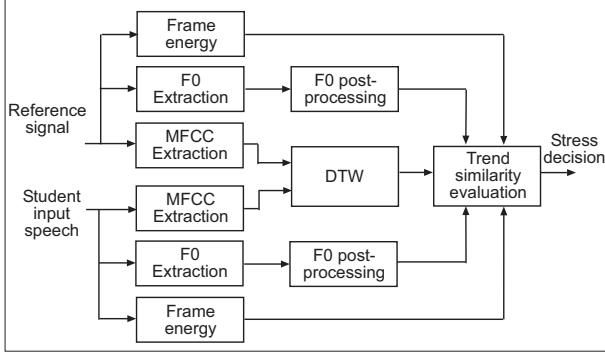 Frame
energy
F0
Extraction
F0 post-
processing
Reference
signal
MFCC
Extraction
DTW
Trend
similarity
evaluation
Stress
decision
Student
input
speech
MFCC
Extraction
F0
Extraction
F0 post-
processing
Frame
energy